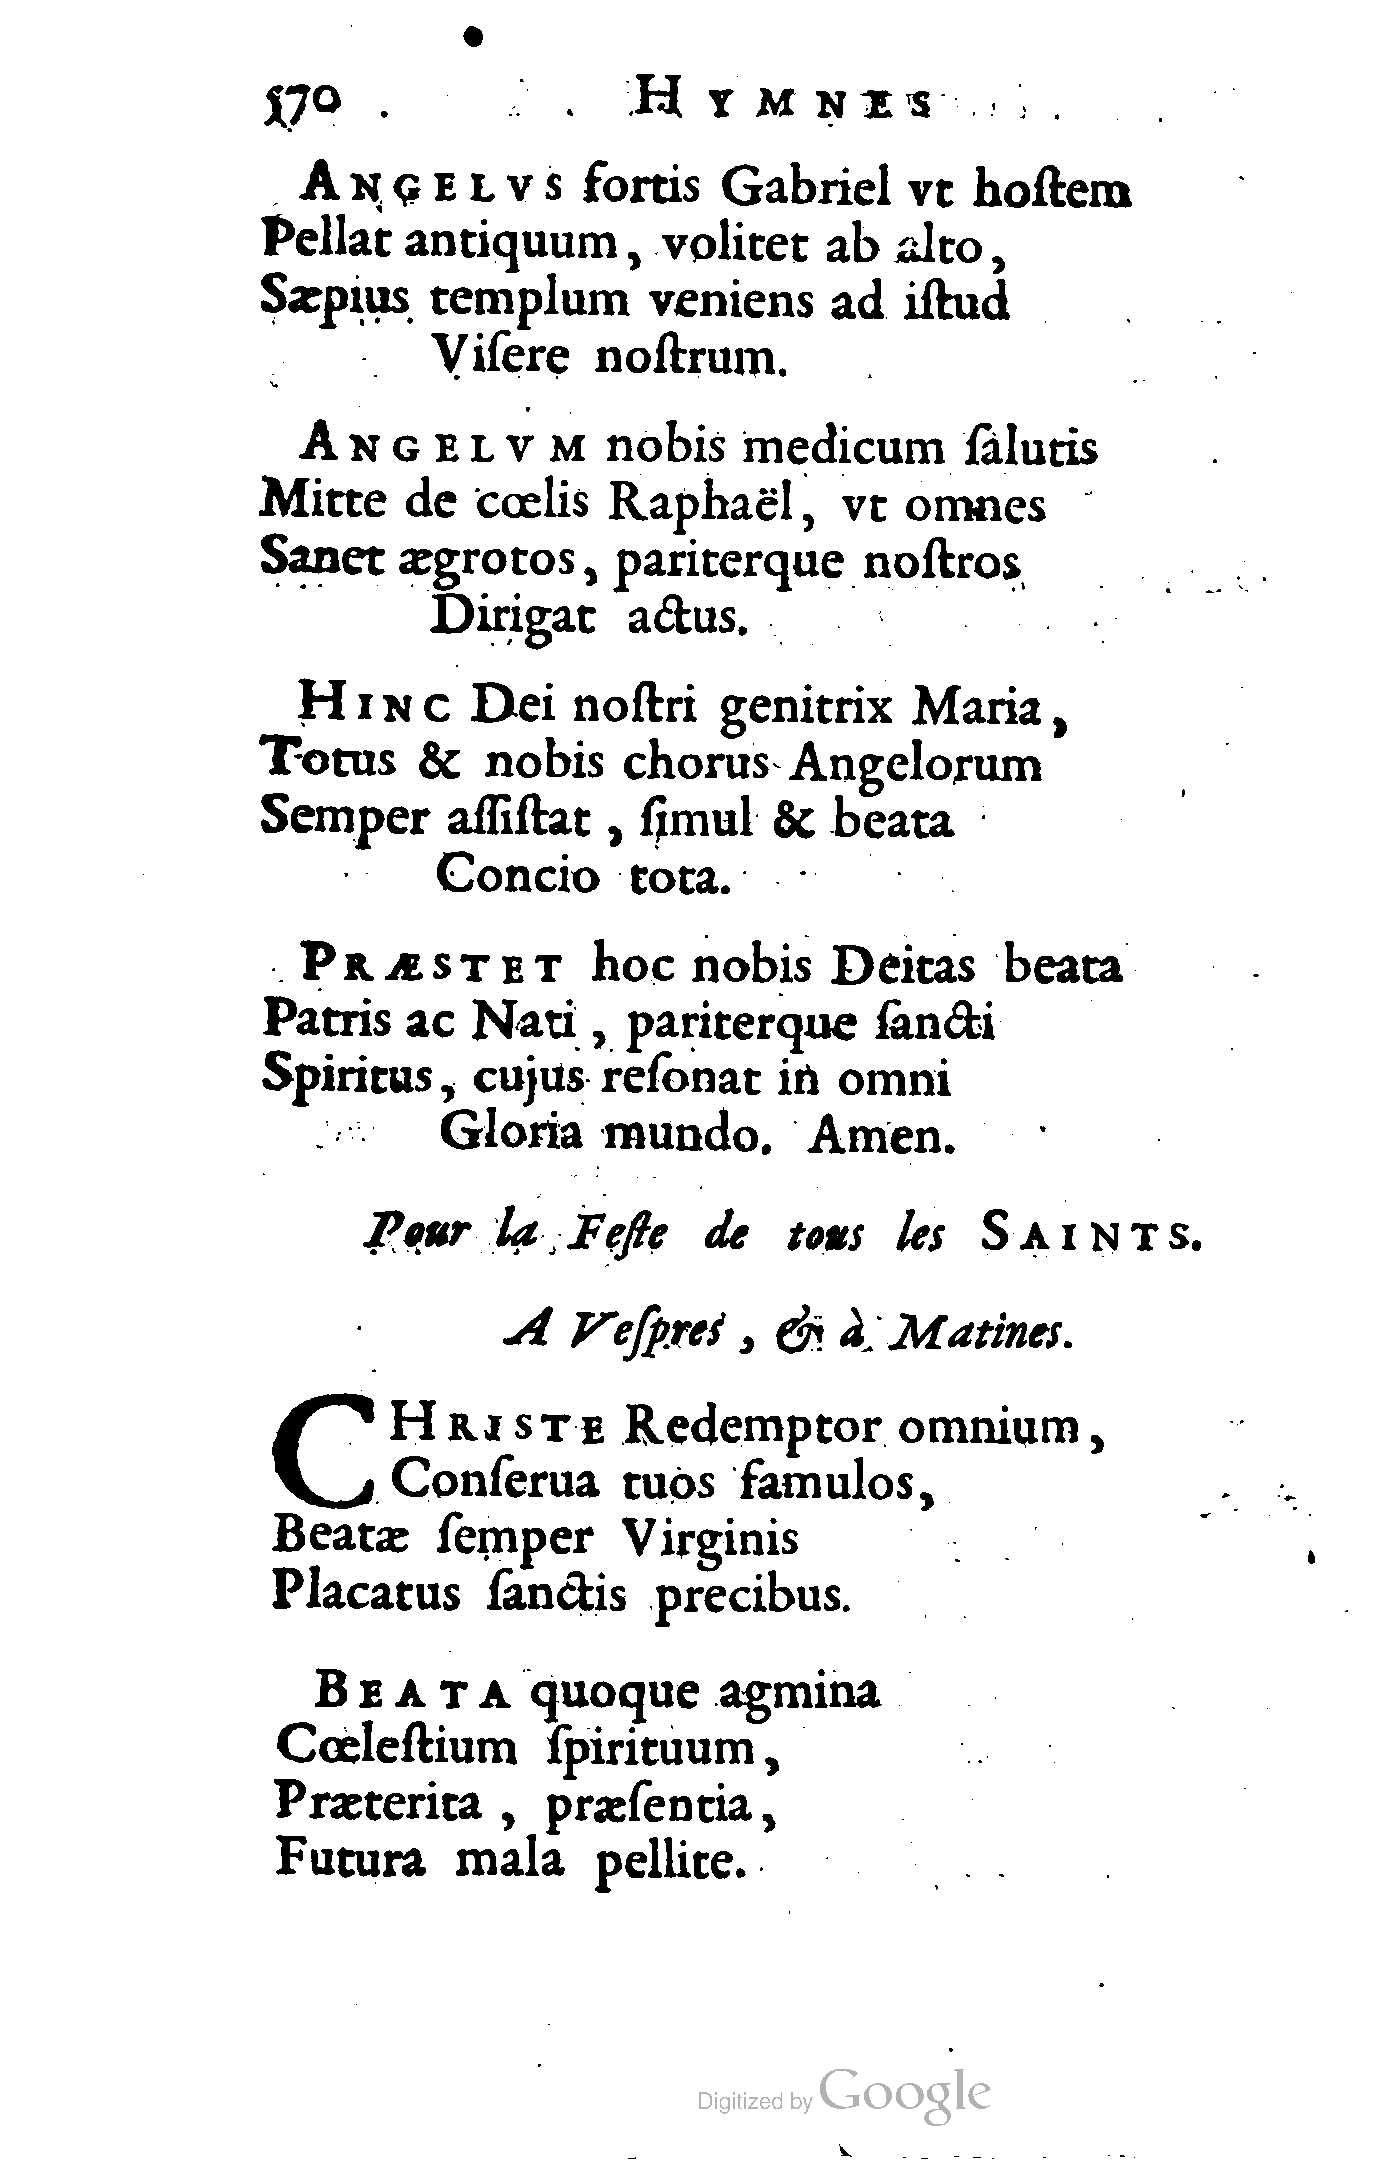 570 HYMNES
ANGELVS fortis Gabriel vt hoſtem
Pellat antiquum, volitet ab alto,
Sæpius templum veniens ad iſtud
Viſere noſtrum.
ANGELVM nobis medicum ſalutis
Mitte de cœlis Raphaël, vt omnes
Sanet ægrotos, pariterque noſtros
Dirigat actus.
HINC Dei noſtri genitrix Maria,
Totus & nobis chorus Angelorum
Semper aſſiſtat, ſimul & beata
Concio tota.
PRÆSTET hoc nobis Deitas beata
Patris ac Nati, pariterque ſancti
Spiritus, cujus reſonat in omni
Gloria mundo. Amen.
Pour la Feſte de tous les SAINTS.
A Veſpres, & à Matines.
CHRISTE Redemptor omnium,
Conſerua tuos famulos,
Beatæ ſemper Virginis
Placatus ſanctis precibus.
BEATA quoque agmina
Cœleſtium ſpirituum,
Præterita, præſentia,
Futura mala pellite.
Digitized by Google